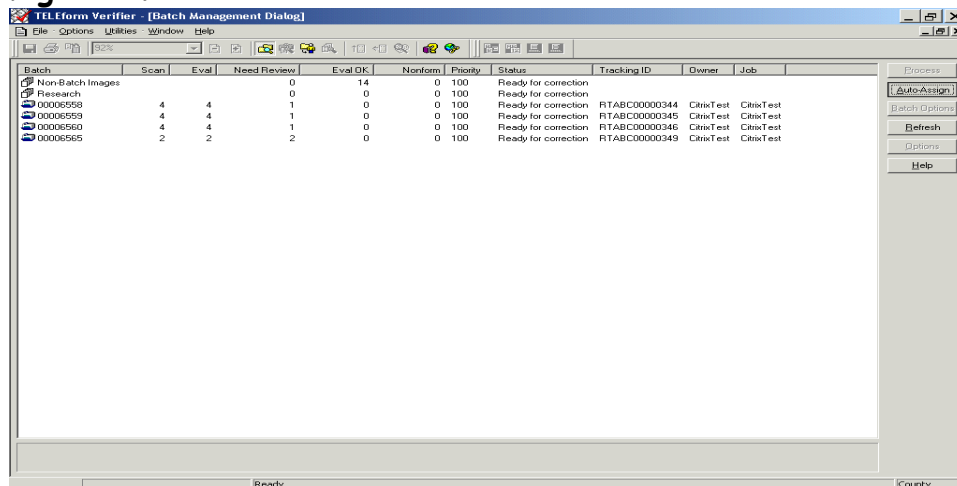 TELEform Verifier - [Batch Management Dialog]
File Options Utilities Window Help
92%
Batch Scan Eval Need Review Eval OK Nonform Priority Status Tracking ID Owner Job
Non-Batch Images 0 14 0 100 Ready for correction
Research 0 0 0 100 Ready for correction
00006558 4 4 1 0 0 100 Ready for correction RTABC00000344 CitrixTest CitrixTest
00006559 4 4 1 0 0 100 Ready for correction RTABC00000345 CitrixTest CitrixTest
00006560 4 4 1 0 0 100 Ready for correction RTABC00000346 CitrixTest CitrixTest
00006565 2 2 2 0 0 100 Ready for correction RTABC00000349 CitrixTest CitrixTest
Process
Auto-Assign
Batch Options
Refresh
Options
Help
Ready County